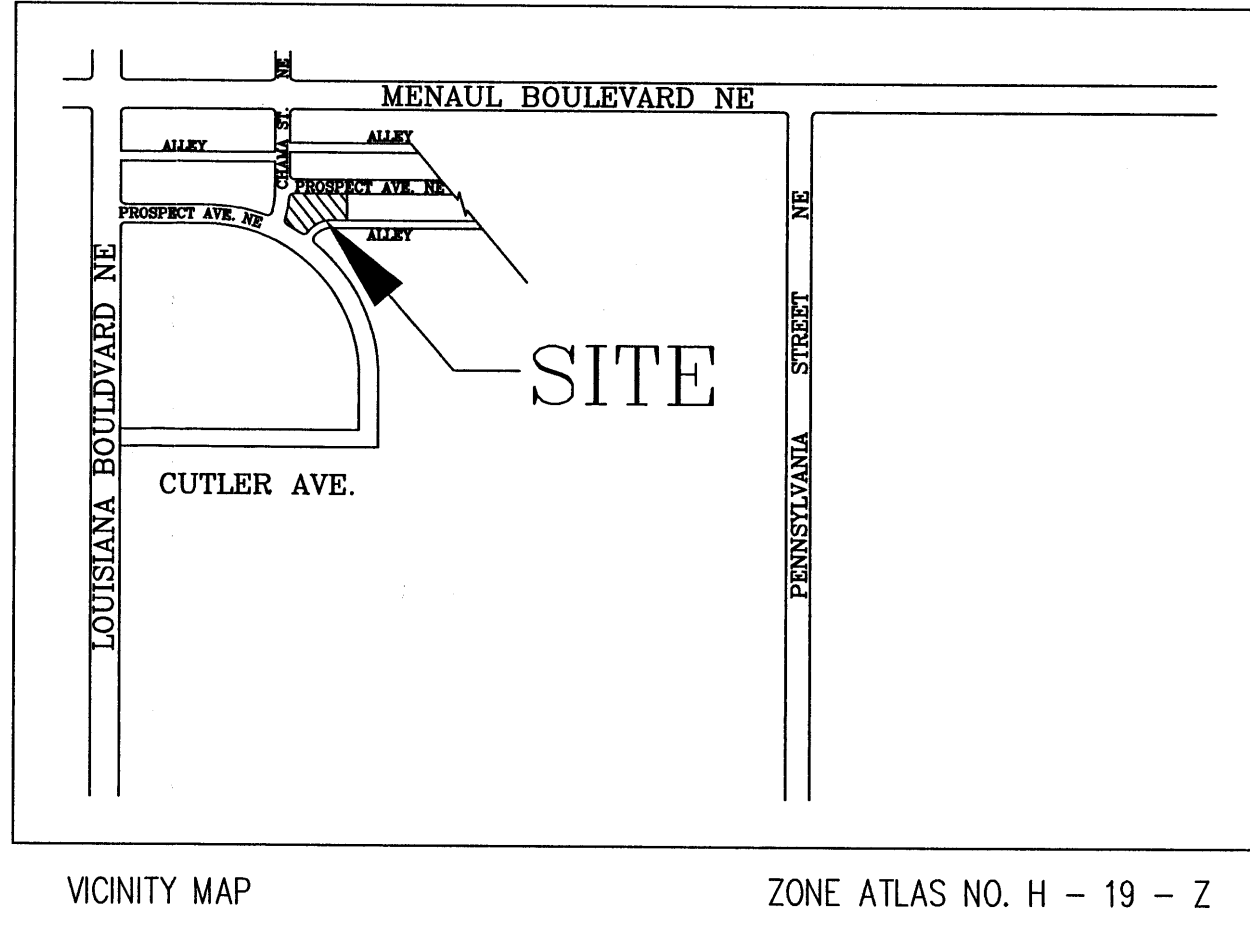 CHAMA ST. NE
MENAUL BOULEVARD NE
ALLEY
ALLEY
PROSPECT AVE. NE
PROSPECT AVE. NE
ALLEY
LOUISIANA BOULDVARD NE
PENNSYLVANIA STREET NE
SITE
CUTLER AVE.
VICINITY MAP
ZONE ATLAS NO. H - 19 - Z